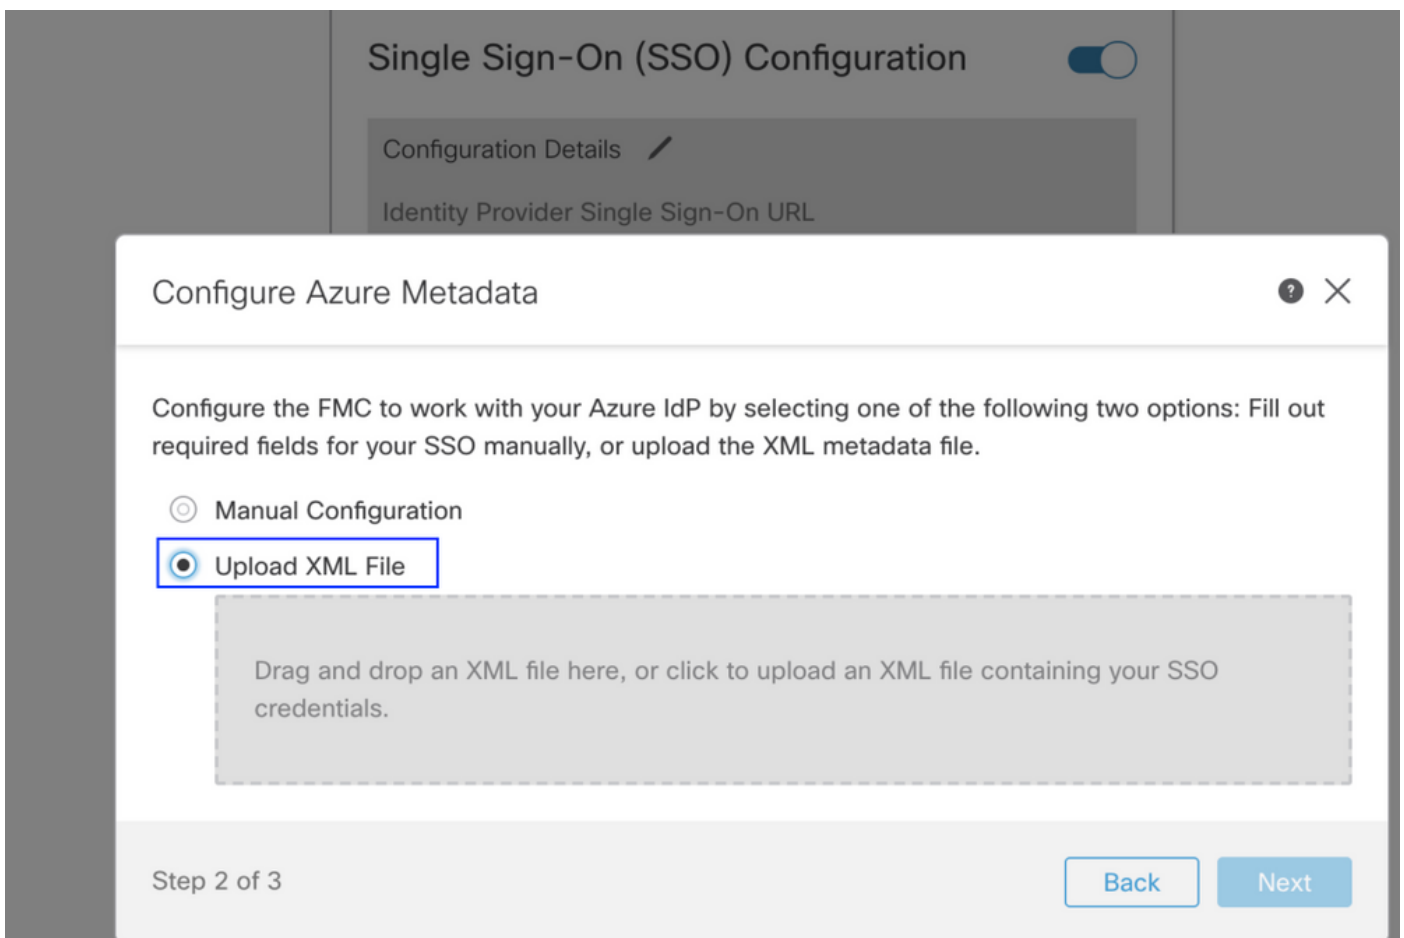 Single Sign-On (SSO) Configuration
Configuration Details
Identity Provider Single Sign-On URL
Configure Azure Metadata
?
Configure the FMC to work with your Azure IdP by selecting one of the following two options: Fill out
required fields for your SSO manually, or upload the XML metadata file.
Manual Configuration
Upload XML File
Drag and drop an XML file here, or click to upload an XML file containing your SSO
credentials.
Step 2 of 3
Back
Next